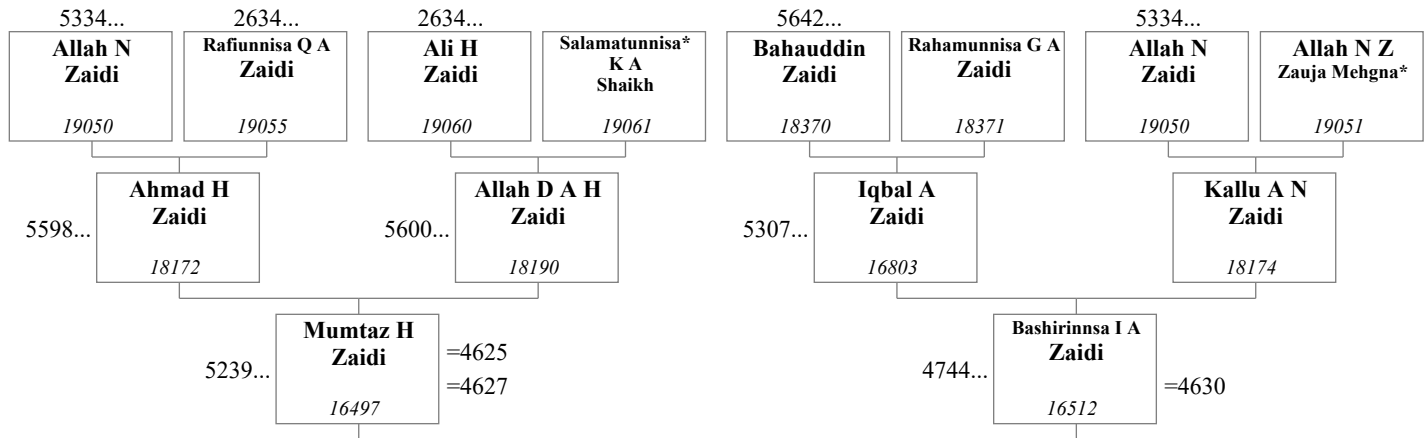 5334... 2634... 2634... 5642... 5334...
Allah N Zaidi 19050
Rafiunnisa Q A Zaidi 19055
Ali H Zaidi 19060
Salamatunnisa* K A Shaikh 19061
Bahauddin Zaidi 18370
Rahamunnisa G A Zaidi 18371
Allah N Zaidi 19050
Allah N Z Zauja Mehgna* 19051
5598...
Ahmad H
Zaidi
18172
5600...
Allah D A H
Zaidi
18190
5307...
Iqbal A
Zaidi
16803
Kallu A N
Zaidi
18174
5239...
Mumtaz H
Zaidi
16497
=4625
=4627
4744...
Bashirinnsa I A
Zaidi
16512
=4630